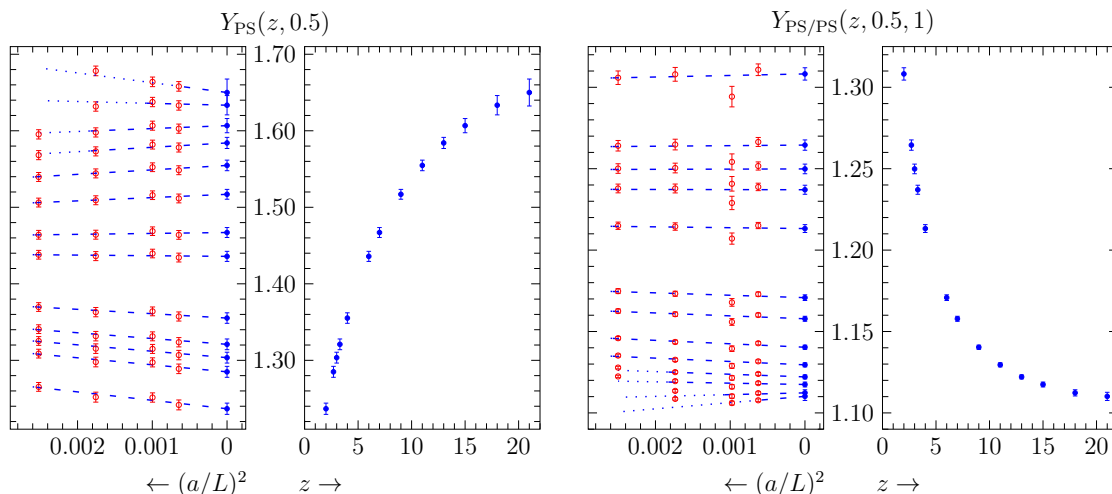 Y_PS(z, 0.5)
Y_PS/PS(z, 0.5, 1)
1.70
1.60
1.50
1.40
1.30
1.30
1.25
1.20
1.15
1.10
0.002 0.001 0
0 5 10 15 20
0.002 0.001 0
0 5 10 15 20
← (a/L)² z →
← (a/L)² z →